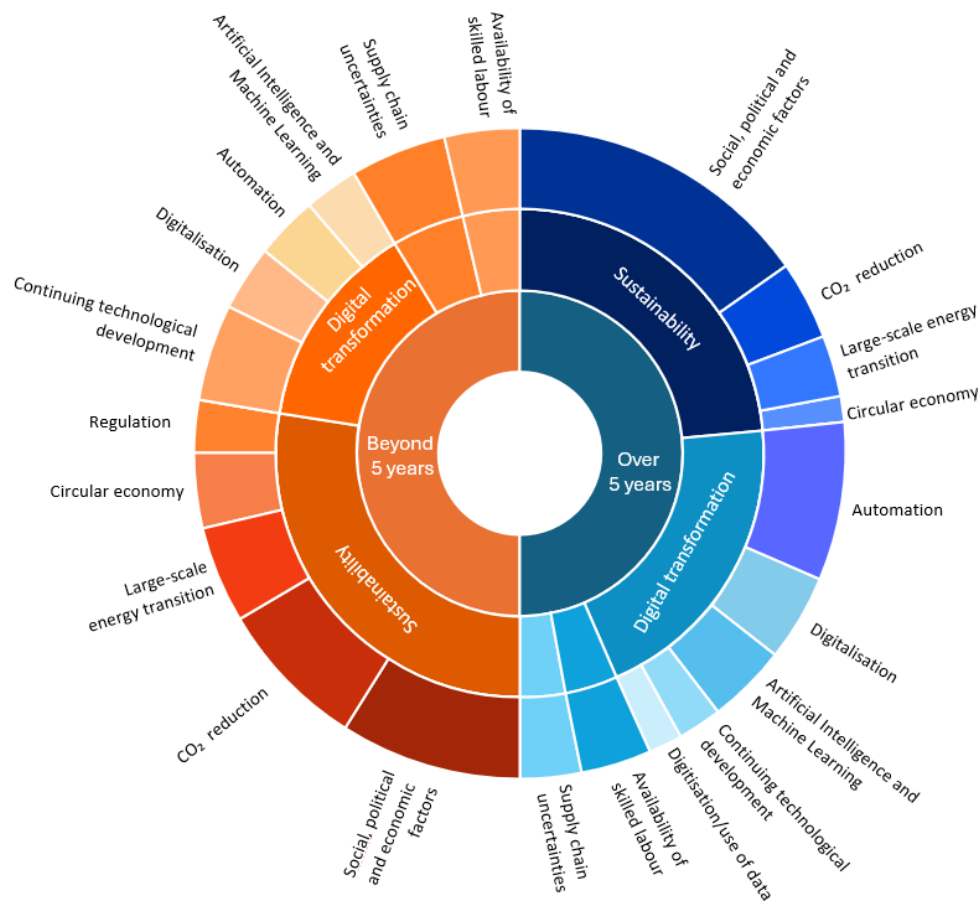 Availability of
skilled labour
Supply chain
uncertainties
Artificial Intelligence and
Machine Learning
Automation
Digitalisation
Continuing technological
development
Regulation
Circular economy
Large-scale
energy transition
CO₂ reduction
Social, political
and economic
factors
Digital
transformation
Sustainability
Beyond
5 years
Over
5 years
Sustainability
Digital transformation
Social, political and
economic factors
CO₂ reduction
Large-scale energy
transition
Circular economy
Automation
Digitalisation
Artificial Intelligence and
Machine Learning
Continuing technological
development
Digitisation/use of data
Availability of
skilled labour
Supply chain
uncertainties